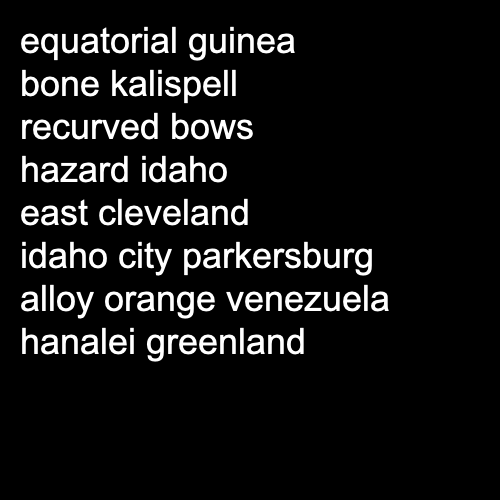 equatorial guinea
bone kalispell
recurved bows
hazard idaho
east cleveland
idaho city parkersburg
alloy orange venezuela
hanalei greenland